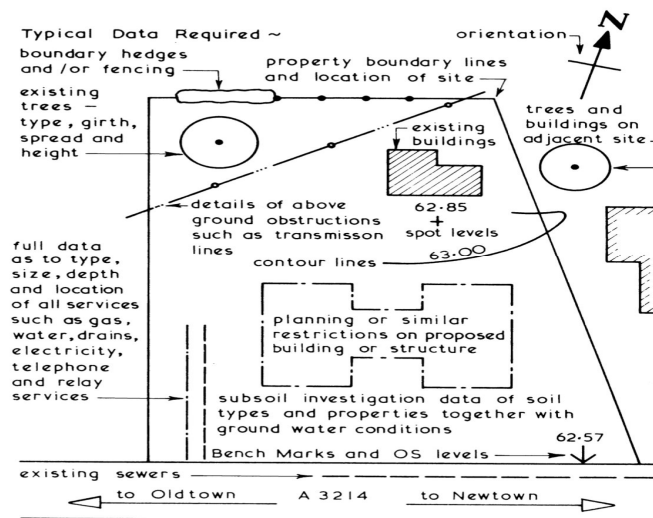 Typical Data Required ~
orientation
N
boundary hedges
and / or fencing
property boundary lines
and location of site
existing
trees –
type, girth,
spread and
height
existing
buildings
trees and
buildings on
adjacent site
details of above
ground obstructions
such as transmisson
lines
62·85
+
spot levels
contour lines
63·00
full data
as to type,
size, depth
and location
of all services
such as gas,
water, drains,
electricity,
telephone
and relay
services
planning or similar
restrictions on proposed
building or structure
subsoil investigation data of soil
types and properties together with
ground water conditions
62·57
Bench Marks and OS levels
existing sewers
to Oldtown A 3214 to Newtown